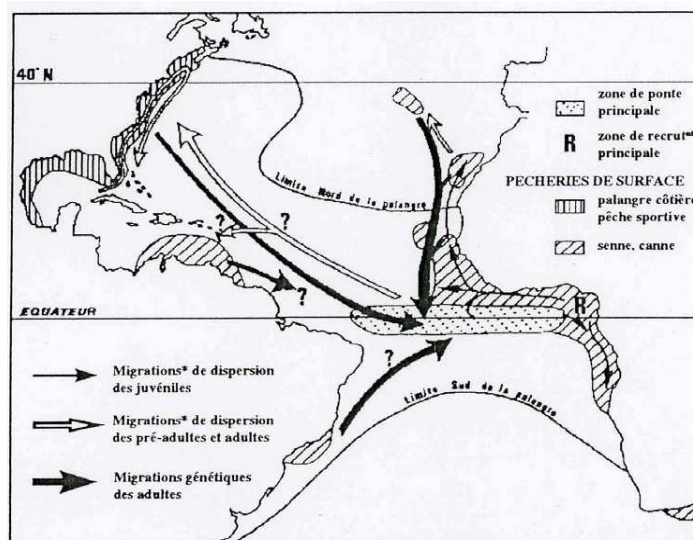 40° N
zone de ponte
principale
R
zone de recrut
principale
PECHERIES DE SURFACE
palangre côtière
pêche sportive
senne, canne
Limite Nord de la palangre
?
?
?
R
EQUATEUR
?
Limite Sud de la palangre
Migrations* de dispersion
des juvéniles
Migrations* de dispersion
des pré-adultes et adultes
Migrations génétiques
des adultes